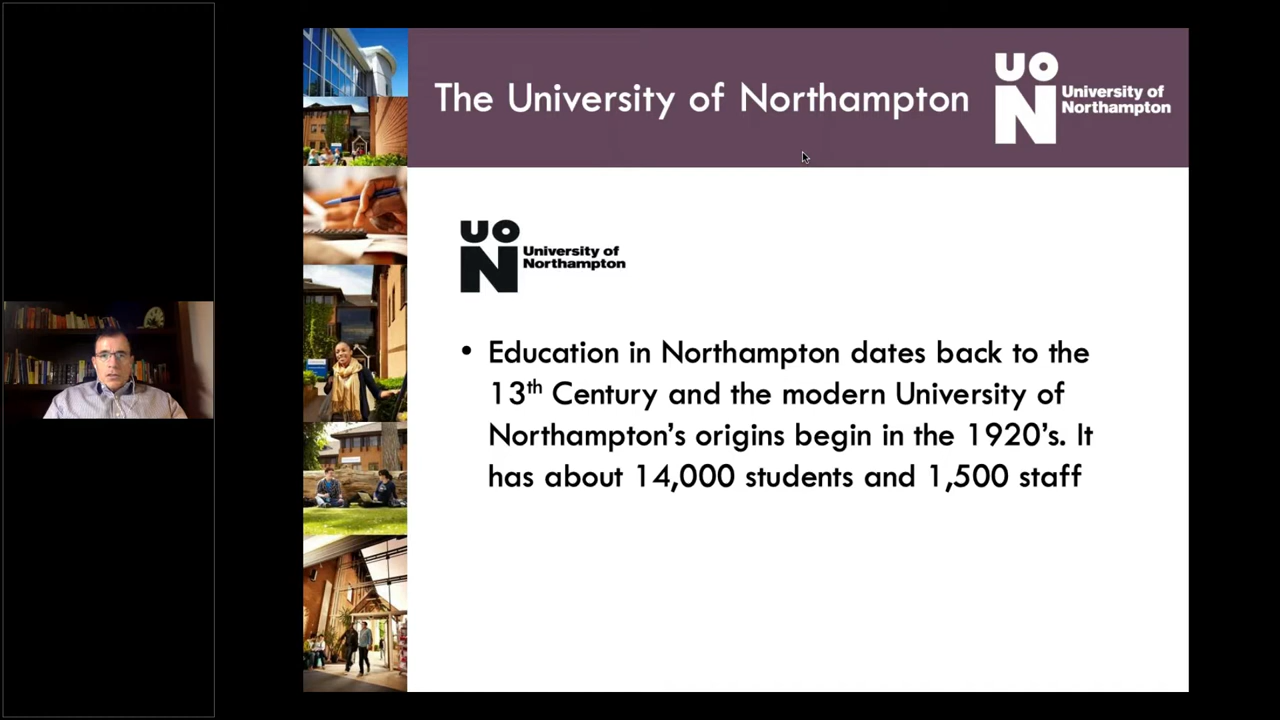 The University of Northampton
UON
University of
Northampton
UON
University of
Northampton
• Education in Northampton dates back to the
13th Century and the modern University of
Northampton’s origins begin in the 1920’s. It
has about 14,000 students and 1,500 staff